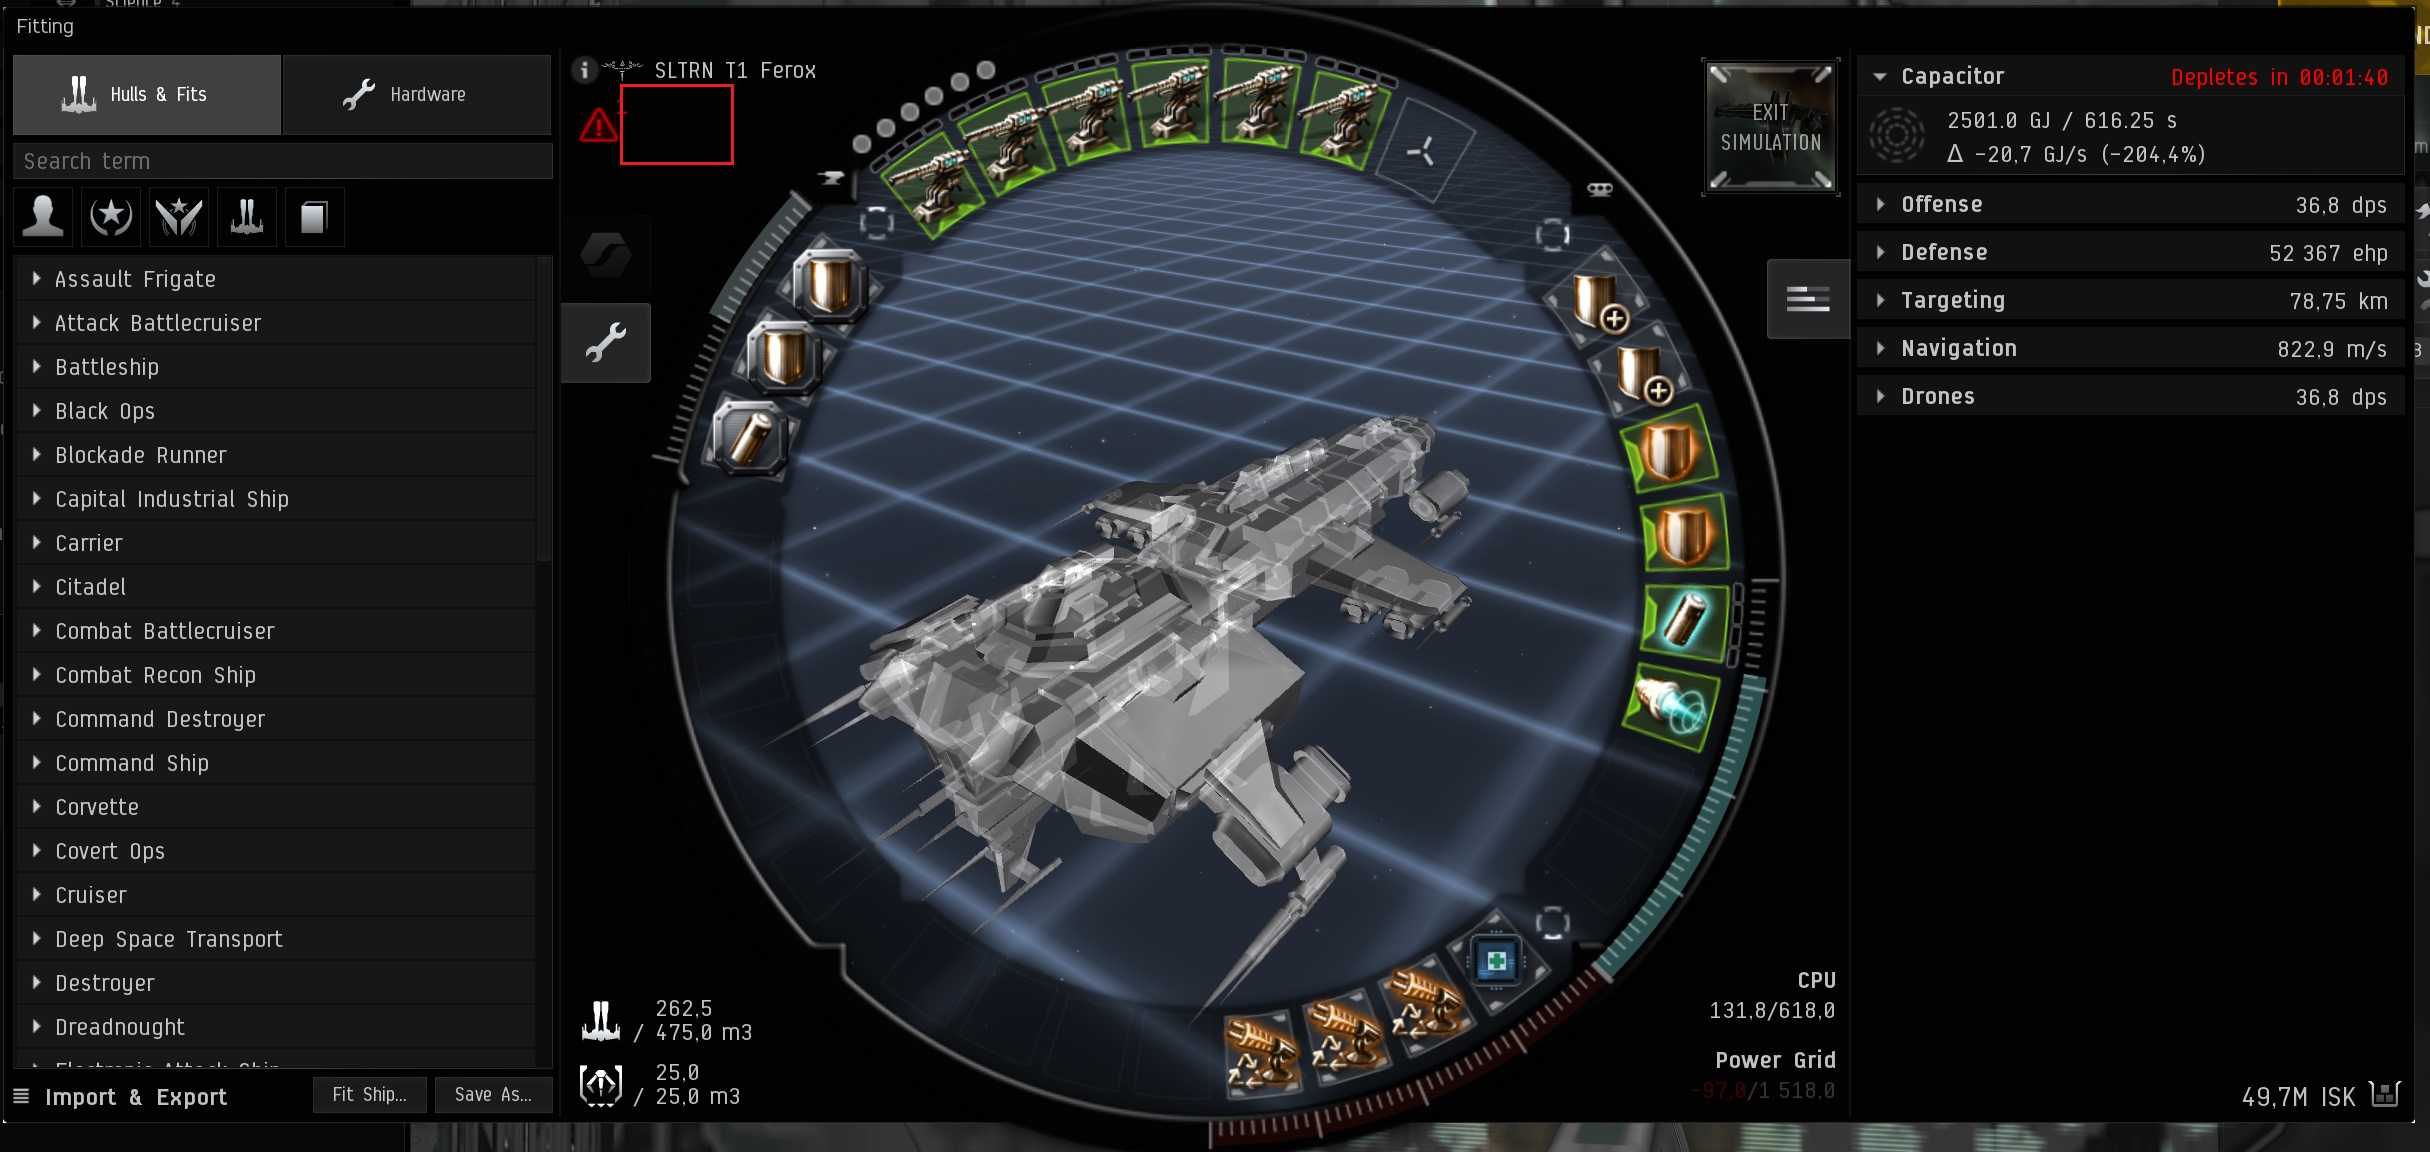 Science 4
Fitting
Hulls & Fits
Hardware
Search term
Assault Frigate
Attack Battlecruiser
Battleship
Black Ops
Blockade Runner
Capital Industrial Ship
Carrier
Citadel
Combat Battlecruiser
Combat Recon Ship
Command Destroyer
Command Ship
Corvette
Covert Ops
Cruiser
Deep Space Transport
Destroyer
Dreadnought
Electronic Attack Ship
Import & Export
Fit Ship...
Save As...
SLTRN T1 Ferox
262,5
/ 475,0 m3
25,0
/ 25,0 m3
EXIT
SIMULATION
CPU
131,8/618,0
Power Grid
-97,0/1 518,0
Capacitor
Depletes in 00:01:40
2501.0 GJ / 616.25 s
Δ -20,7 GJ/s (-204,4%)
Offense
36,8 dps
Defense
52 367 ehp
Targeting
78,75 km
Navigation
822,9 m/s
Drones
36,8 dps
49,7M ISK